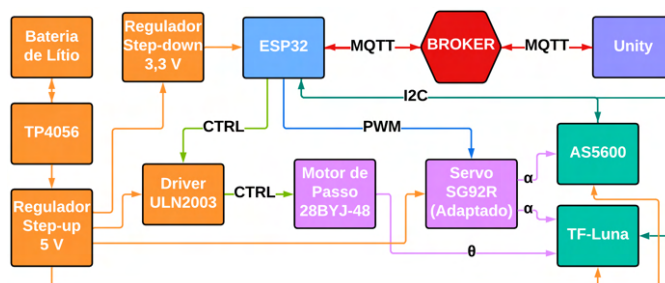 Bateria
de Lítio
Regulador
Step-down
3,3 V
ESP32
MQTT
BROKER
MQTT
Unity
I2C
TP4056
CTRL
PWM
AS5600
Driver
ULN2003
CTRL
Motor de
Passo
28BYJ-48
Servo
SG92R
(Adaptado)
α
α
Regulador
Step-up
5 V
TF-Luna
θ